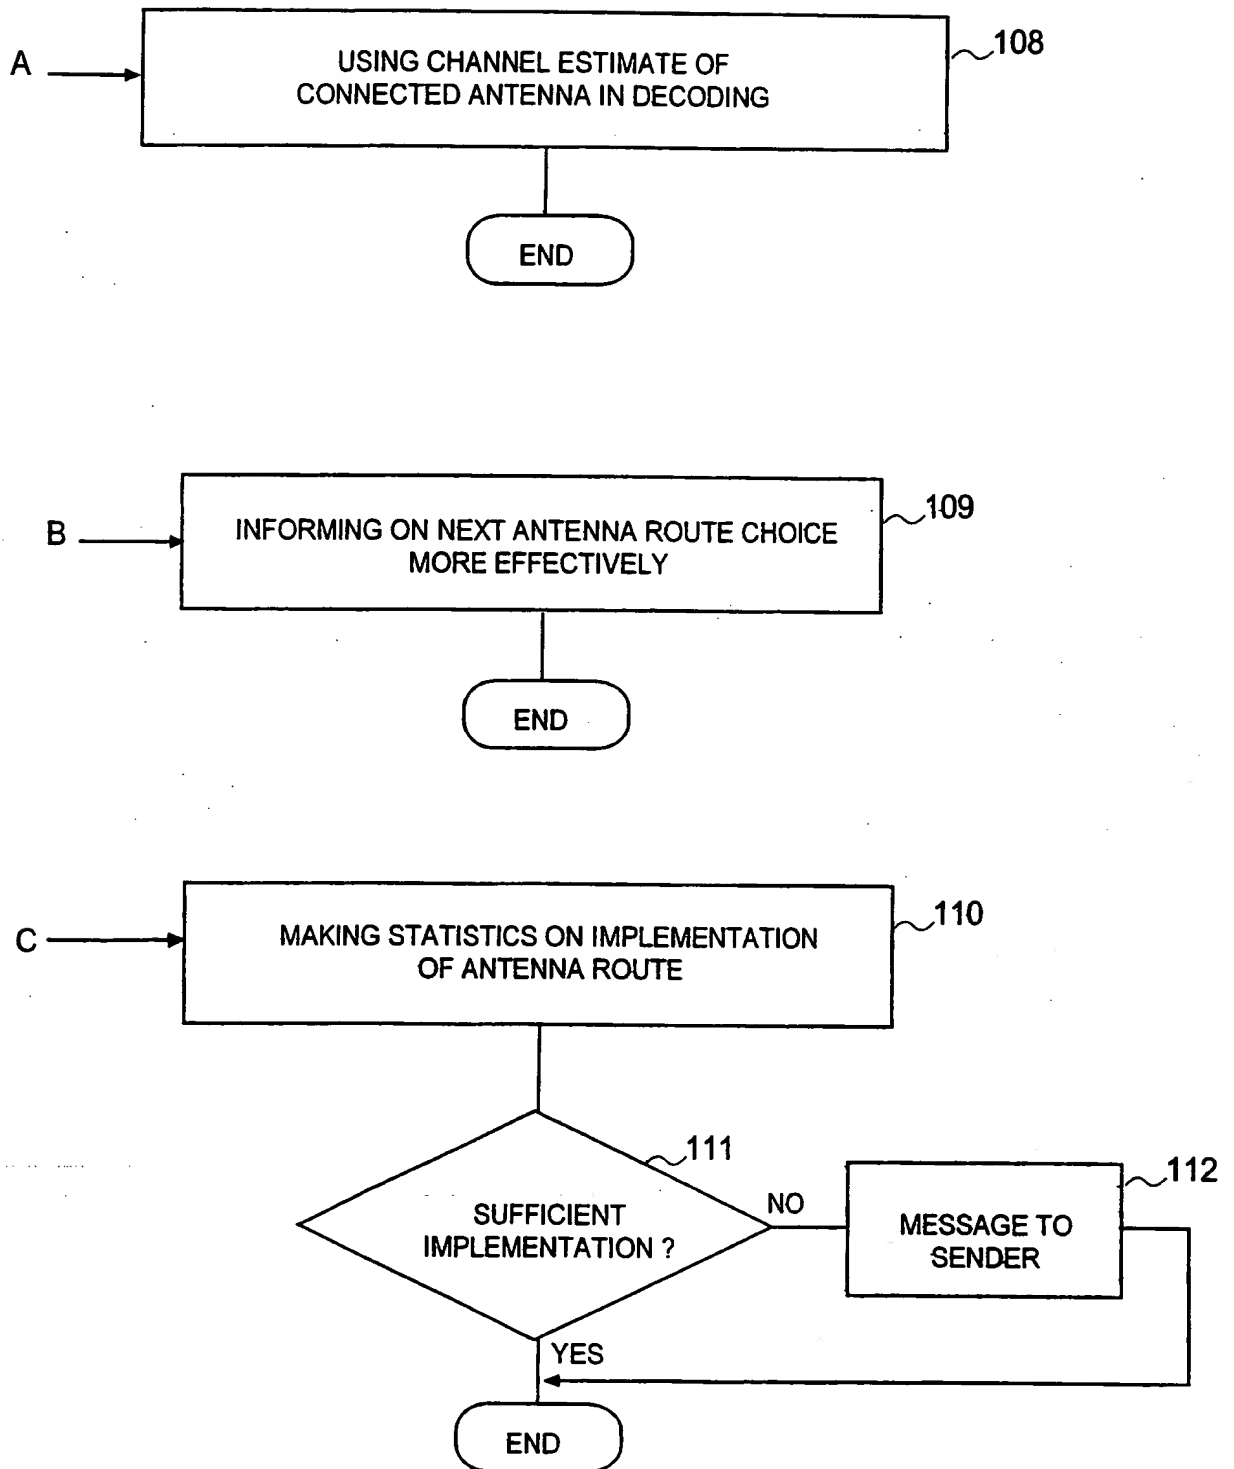 A
USING CHANNEL ESTIMATE OF
CONNECTED ANTENNA IN DECODING
108
END
B
INFORMING ON NEXT ANTENNA ROUTE CHOICE
MORE EFFECTIVELY
109
END
C
MAKING STATISTICS ON IMPLEMENTATION
OF ANTENNA ROUTE
110
SUFFICIENT
IMPLEMENTATION ?
111
NO
MESSAGE TO
SENDER
112
YES
END